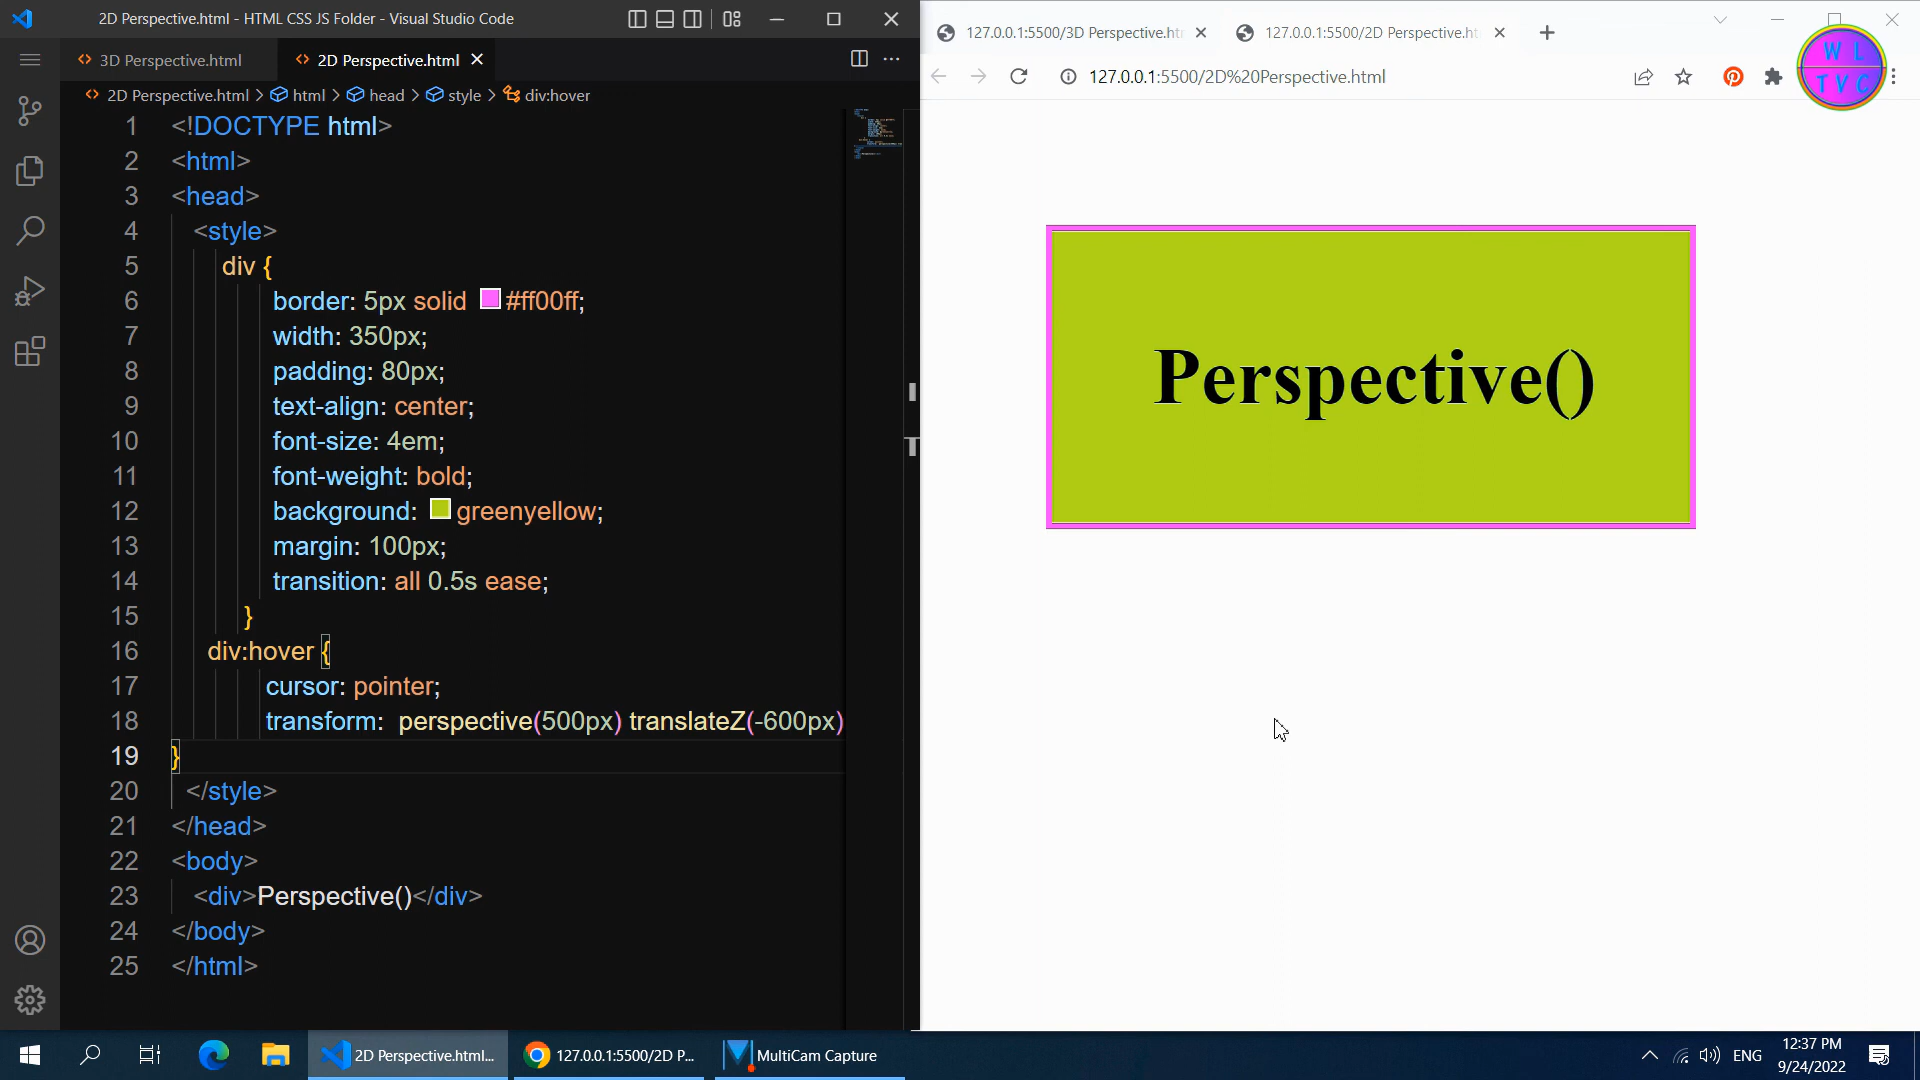 2D Perspective.html - HTML CSS JS Folder - Visual Studio Code
3D Perspective.html
2D Perspective.html
2D Perspective.html > html > head > style > div:hover
1 <!DOCTYPE html>
2 <html>
3 <head>
4 <style>
5 div {
6 border: 5px solid #ff00ff;
7 width: 350px;
8 padding: 80px;
9 text-align: center;
10 font-size: 4em;
11 font-weight: bold;
12 background: greenyellow;
13 margin: 100px;
14 transition: all 0.5s ease;
15 }
16 div:hover {
17 cursor: pointer;
18 transform: perspective(500px) translateZ(-600px)
19 }
20 </style>
21 </head>
22 <body>
23 <div>Perspective()</div>
24 </body>
25 </html>
127.0.0.1:5500/3D Perspective.ht
127.0.0.1:5500/2D Perspective.ht
127.0.0.1:5500/2D%20Perspective.html
W L
T V C
Perspective()
2D Perspective.html...
127.0.0.1:5500/2D P...
MultiCam Capture
ENG
12:37 PM
9/24/2022